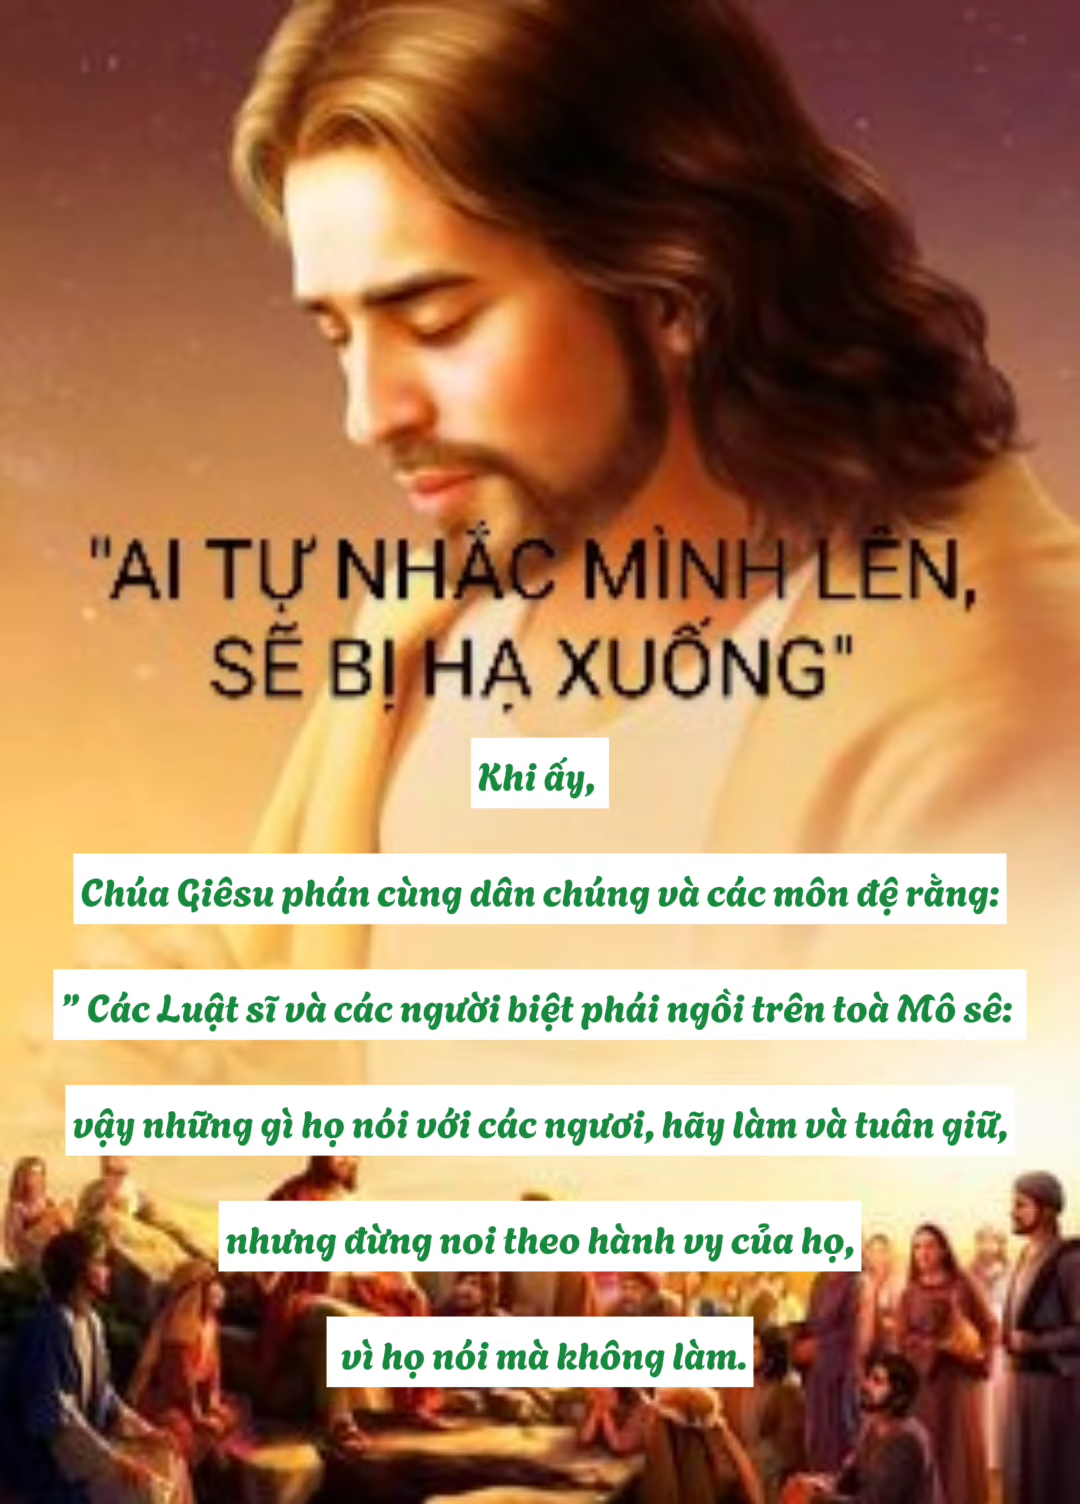 "AI TỰ NHẮC MÌNH LÊN,
SẼ BỊ HẠ XUỐNG"
Khi ấy,
Chúa Giêsu phán cùng dân chúng và các môn đệ rằng:
" Các Luật sĩ và các người biệt phái ngồi trên toà Mô sê:
vậy những gì họ nói với các ngươi, hãy làm và tuân giữ,
nhưng đừng noi theo hành vy của họ,
vì họ nói mà không làm.